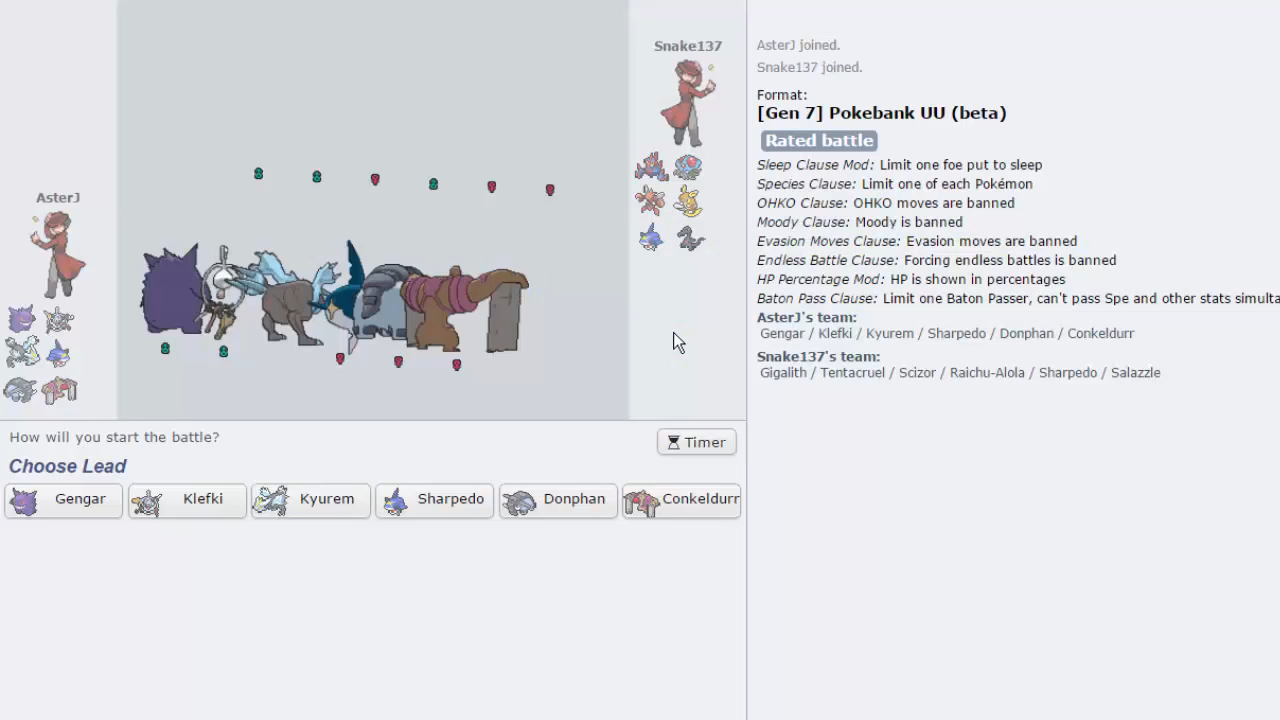 Snake137
AsterJ
How will you start the battle?
Timer
Choose Lead
Gengar
Klefki
Kyurem
Sharpedo
Donphan
Conkeldurr
AsterJ joined.
Snake137 joined.
Format:
[Gen 7] Pokebank UU (beta)
Rated battle
Sleep Clause Mod: Limit one foe put to sleep
Species Clause: Limit one of each Pokémon
OHKO Clause: OHKO moves are banned
Moody Clause: Moody is banned
Evasion Moves Clause: Evasion moves are banned
Endless Battle Clause: Forcing endless battles is banned
HP Percentage Mod: HP is shown in percentages
Baton Pass Clause: Limit one Baton Passer, can't pass Spe and other stats simulta
AsterJ's team:
Gengar / Klefki / Kyurem / Sharpedo / Donphan / Conkeldurr
Snake137's team:
Gigalith / Tentacruel / Scizor / Raichu-Alola / Sharpedo / Salazzle